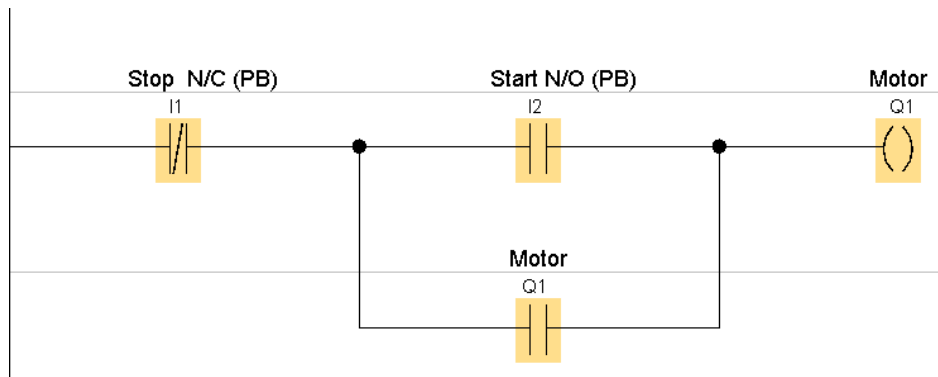 Stop N/C (PB) Start N/O (PB) Motor
I1 I2 Q1
Motor
Q1